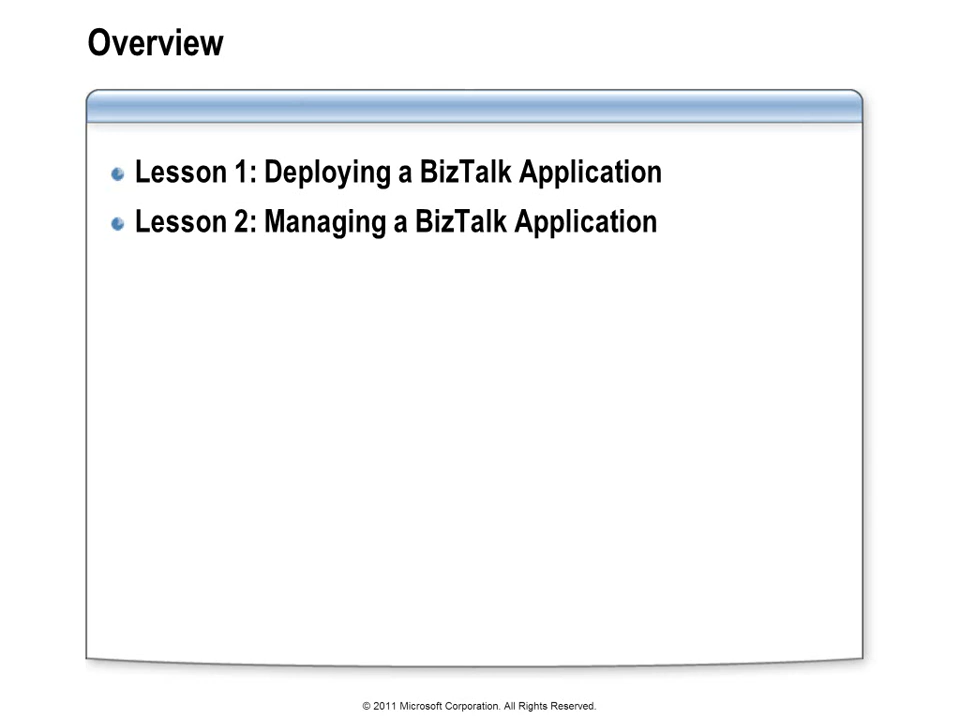 Overview
Lesson 1: Deploying a BizTalk Application
Lesson 2: Managing a BizTalk Application
© 2011 Microsoft Corporation. All Rights Reserved.